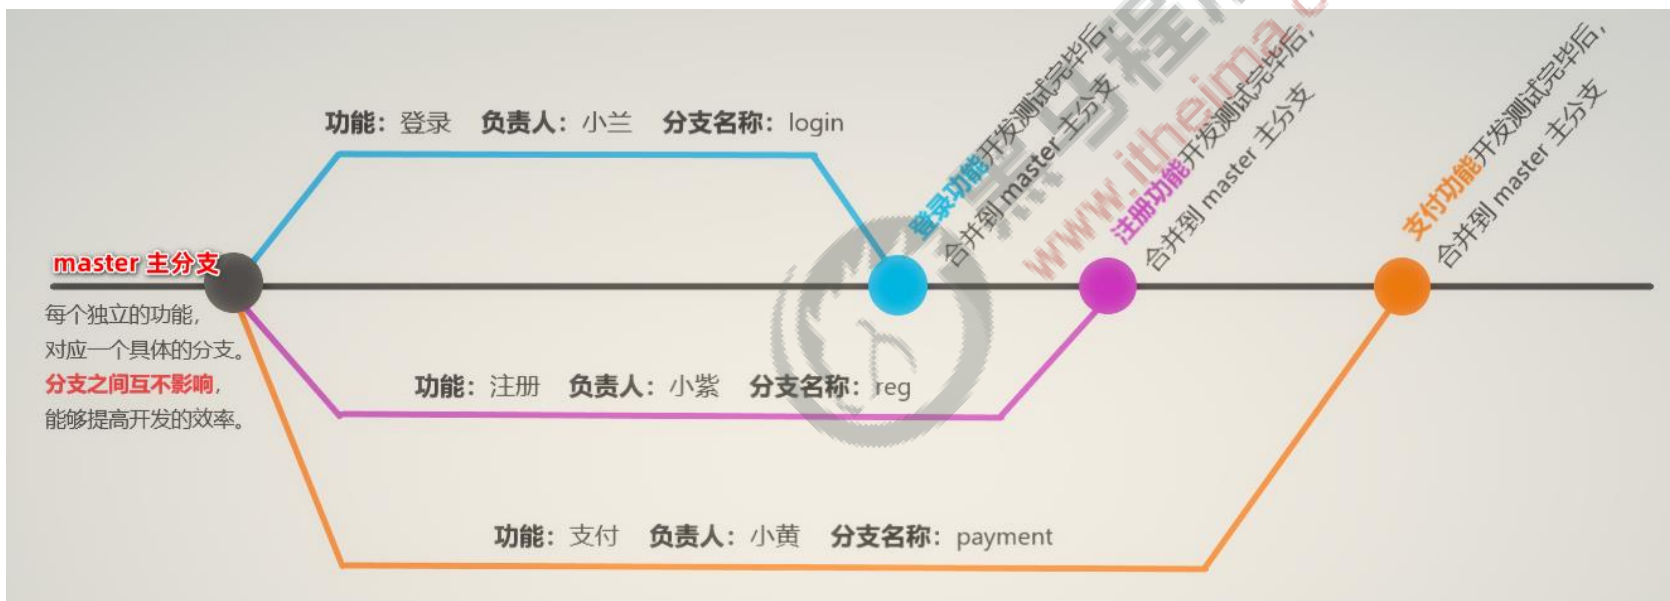 功能：登录 负责人：小兰 分支名称：login
登录功能开发测试完毕后，
合并到 master 主分支
注册功能开发测试完毕后，
合并到 master 主分支
支付功能开发测试完毕后，
合并到 master 主分支
master 主分支
每个独立的功能，
对应一个具体的分支。
分支之间互不影响，
能够提高开发的效率。
功能：注册 负责人：小紫 分支名称：reg
功能：支付 负责人：小黄 分支名称：payment
黑马程
www.itheima.c